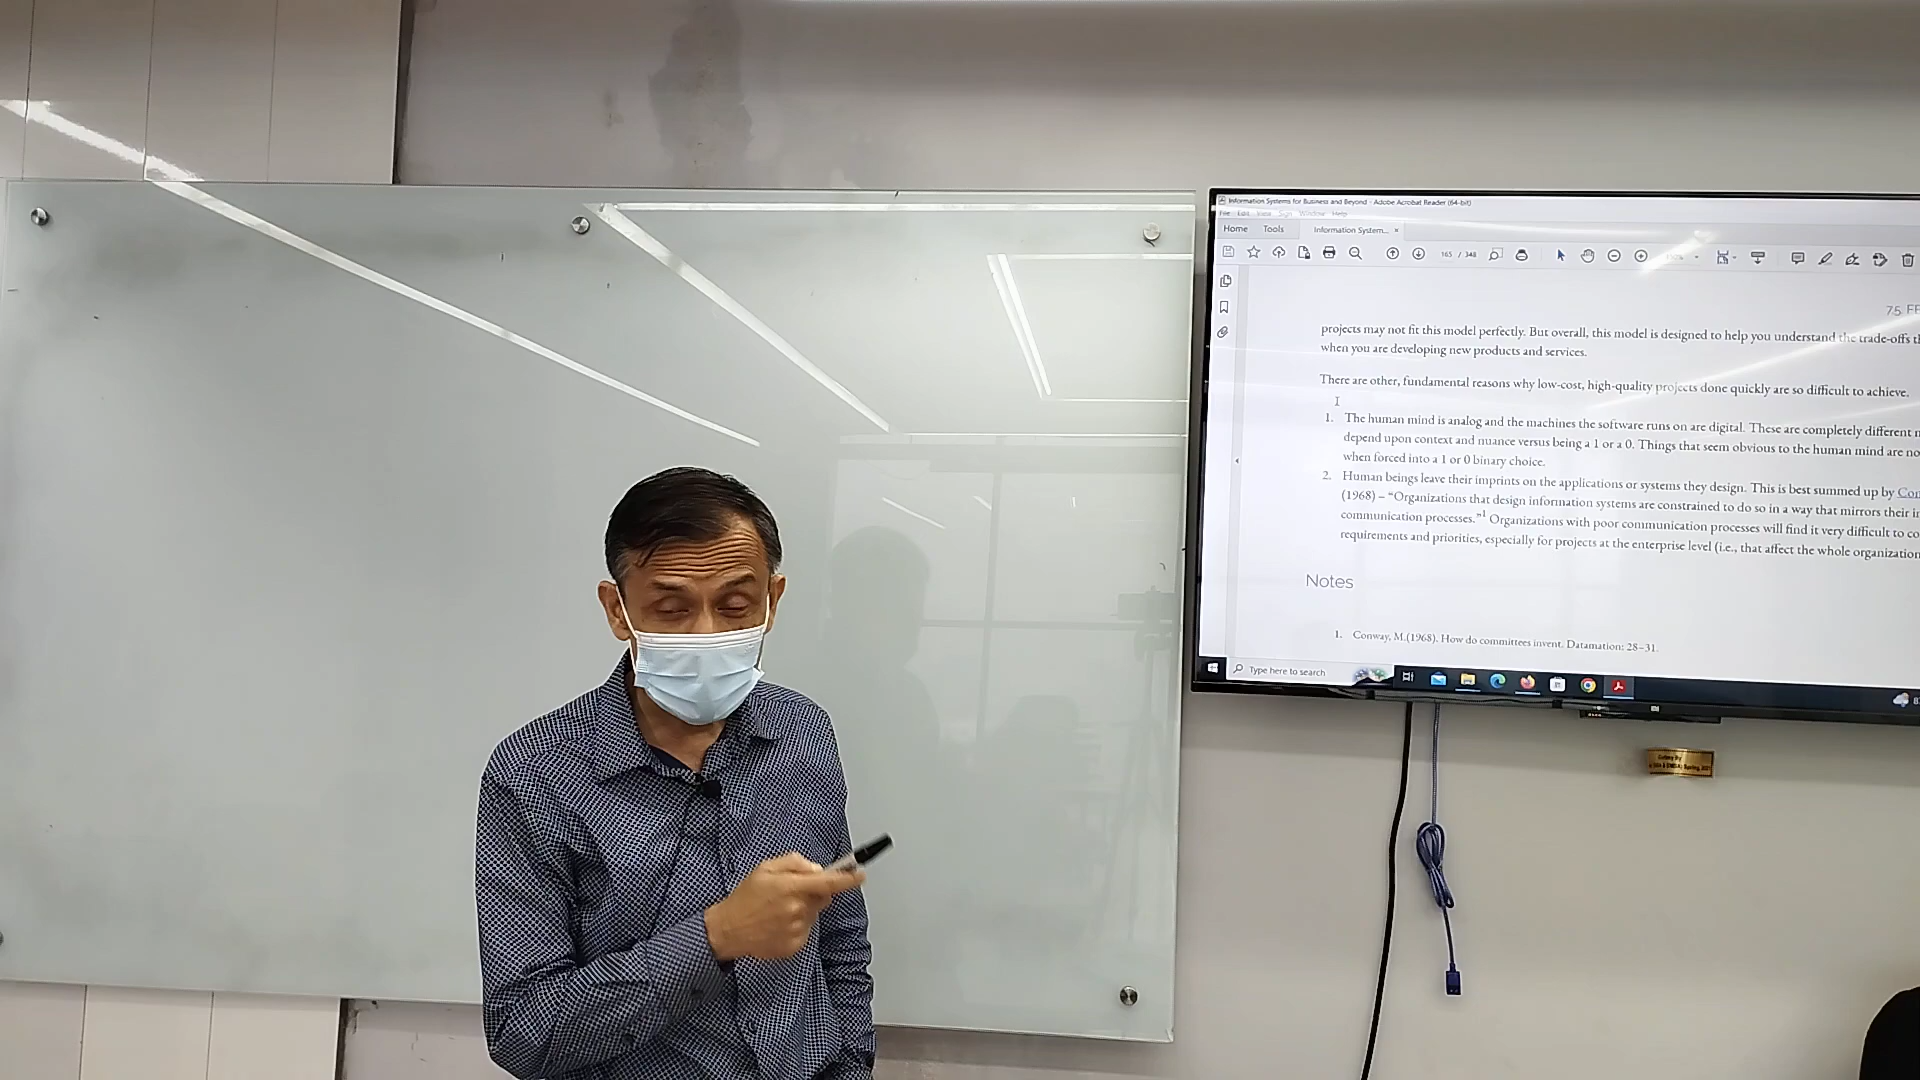 Information Systems for Business and Beyond - Adobe Acrobat Reader (64-bit)
File Edit View Sign Window Help
Home Tools Information System... ×
165 / 348
7.5
projects may not fit this model perfectly. But overall, this model is designed to help you understand the trade-offs
when you are developing new products and services.
There are other, fundamental reasons why low-cost, high-quality projects done quickly are so difficult to achieve.
1. The human mind is analog and the machines the software runs on are digital. These are completely different
depend upon context and nuance versus being a 1 or a 0. Things that seem obvious to the human mind are
when forced into a 1 or 0 binary choice.
2. Human beings leave their imprints on the applications or systems they design. This is best summed up by
(1968) – “Organizations that design information systems are constrained to do so in a way that mirrors their
communication processes.”1 Organizations with poor communication processes will find it very difficult to
requirements and priorities, especially for projects at the enterprise level (i.e., that affect the whole organization
Notes
1. Conway, M.(1968). How do committees invent. Datamation: 28–31.
Type here to search